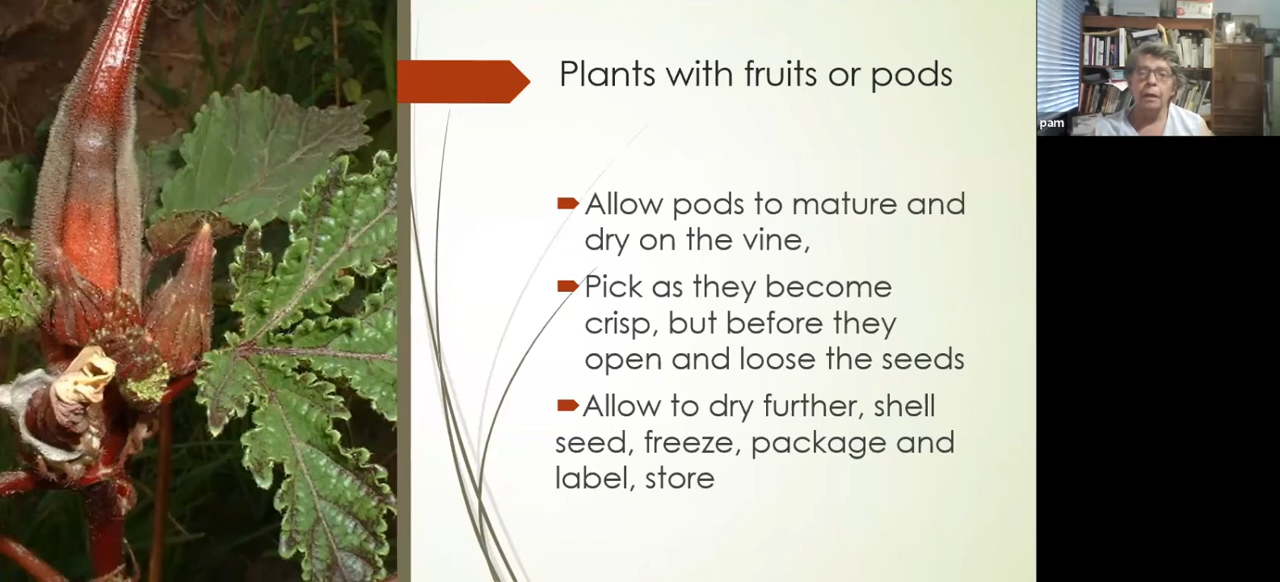 Plants with fruits or pods
Allow pods to mature and
dry on the vine,
Pick as they become
crisp, but before they
open and loose the seeds
Allow to dry further, shell
seed, freeze, package and
label, store
pam